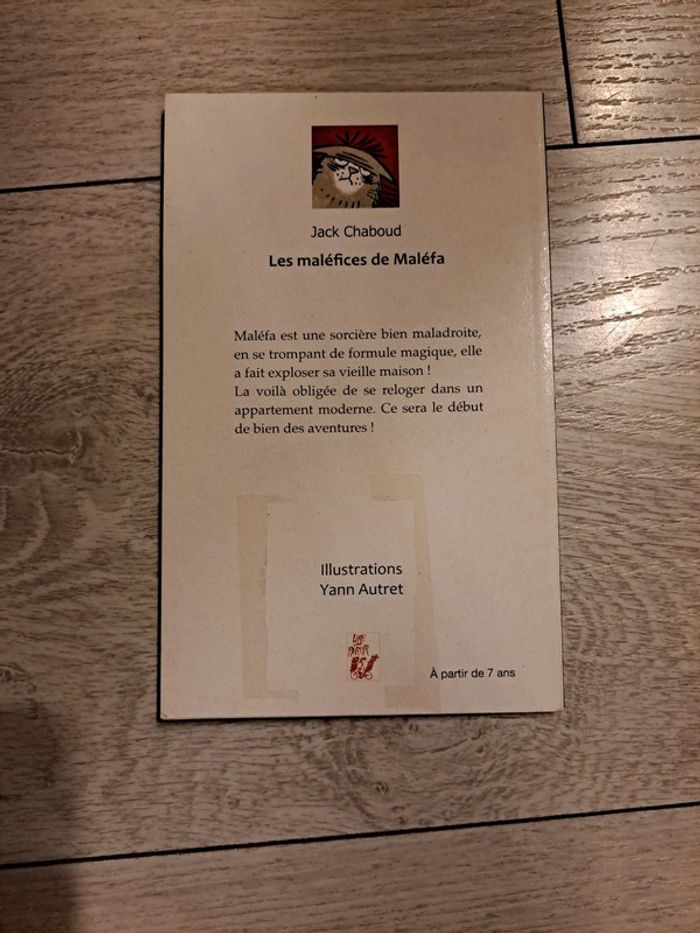 Jack Chaboud
Les maléfices de Maléfa
Maléfa est une sorcière bien maladroite,
en se trompant de formule magique, elle
a fait exploser sa vieille maison !
La voilà obligée de se reloger dans un
appartement moderne. Ce sera le début
de bien des aventures !
Illustrations
Yann Autret
LIRE
PARTIR
À partir de 7 ans